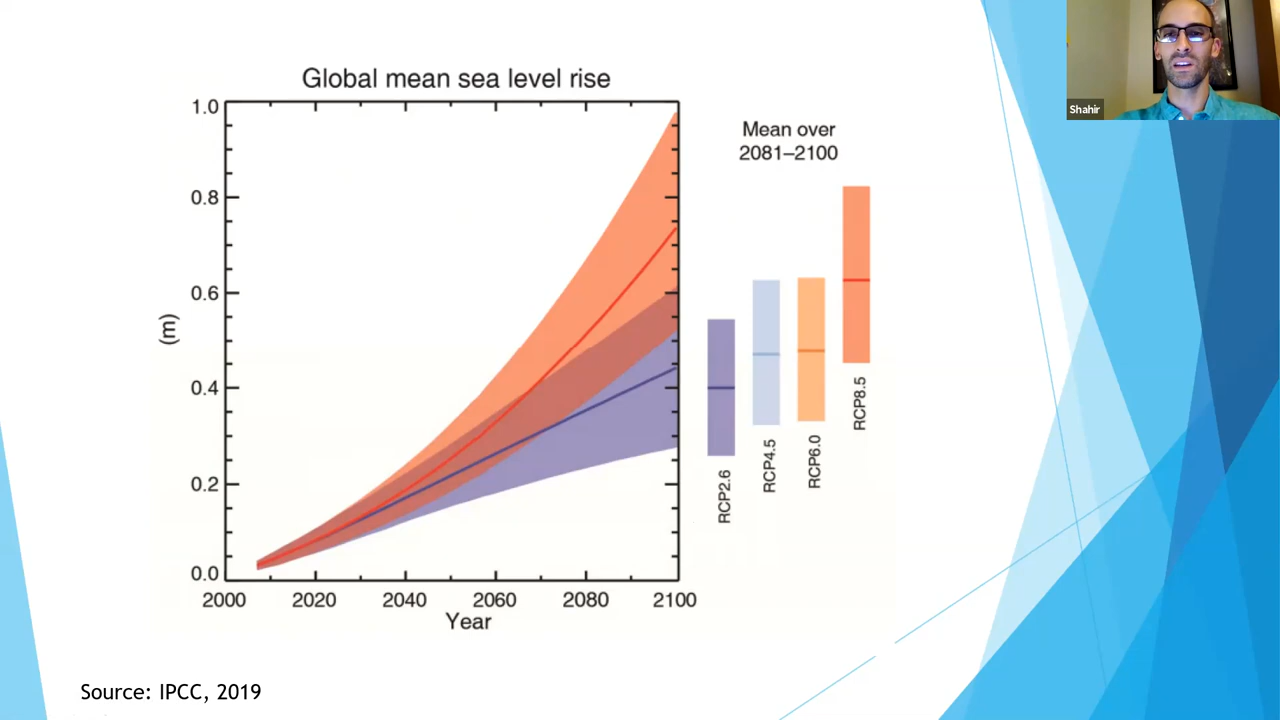 Global mean sea level rise
1.0
0.8
0.6
0.4
0.2
0.0
(m)
2000 2020 2040 2060 2080 2100
Year
Mean over
2081–2100
RCP2.6
RCP4.5
RCP6.0
RCP8.5
Shahir
Source: IPCC, 2019